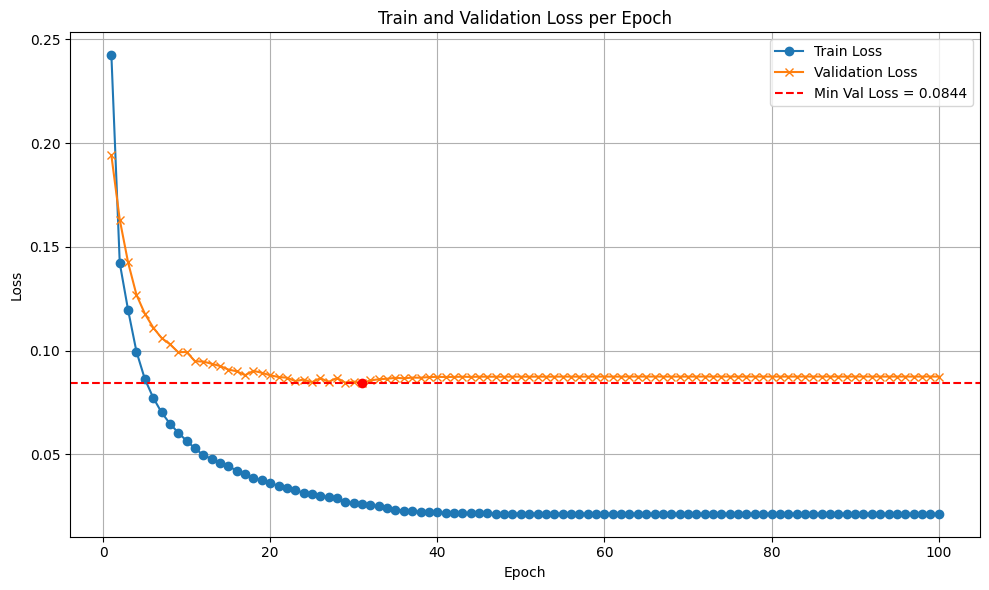 Train and Validation Loss per Epoch
Train Loss
Validation Loss
Min Val Loss = 0.0844
0.25
0.20
0.15
0.10
0.05
Loss
0 20 40 60 80 100
Epoch